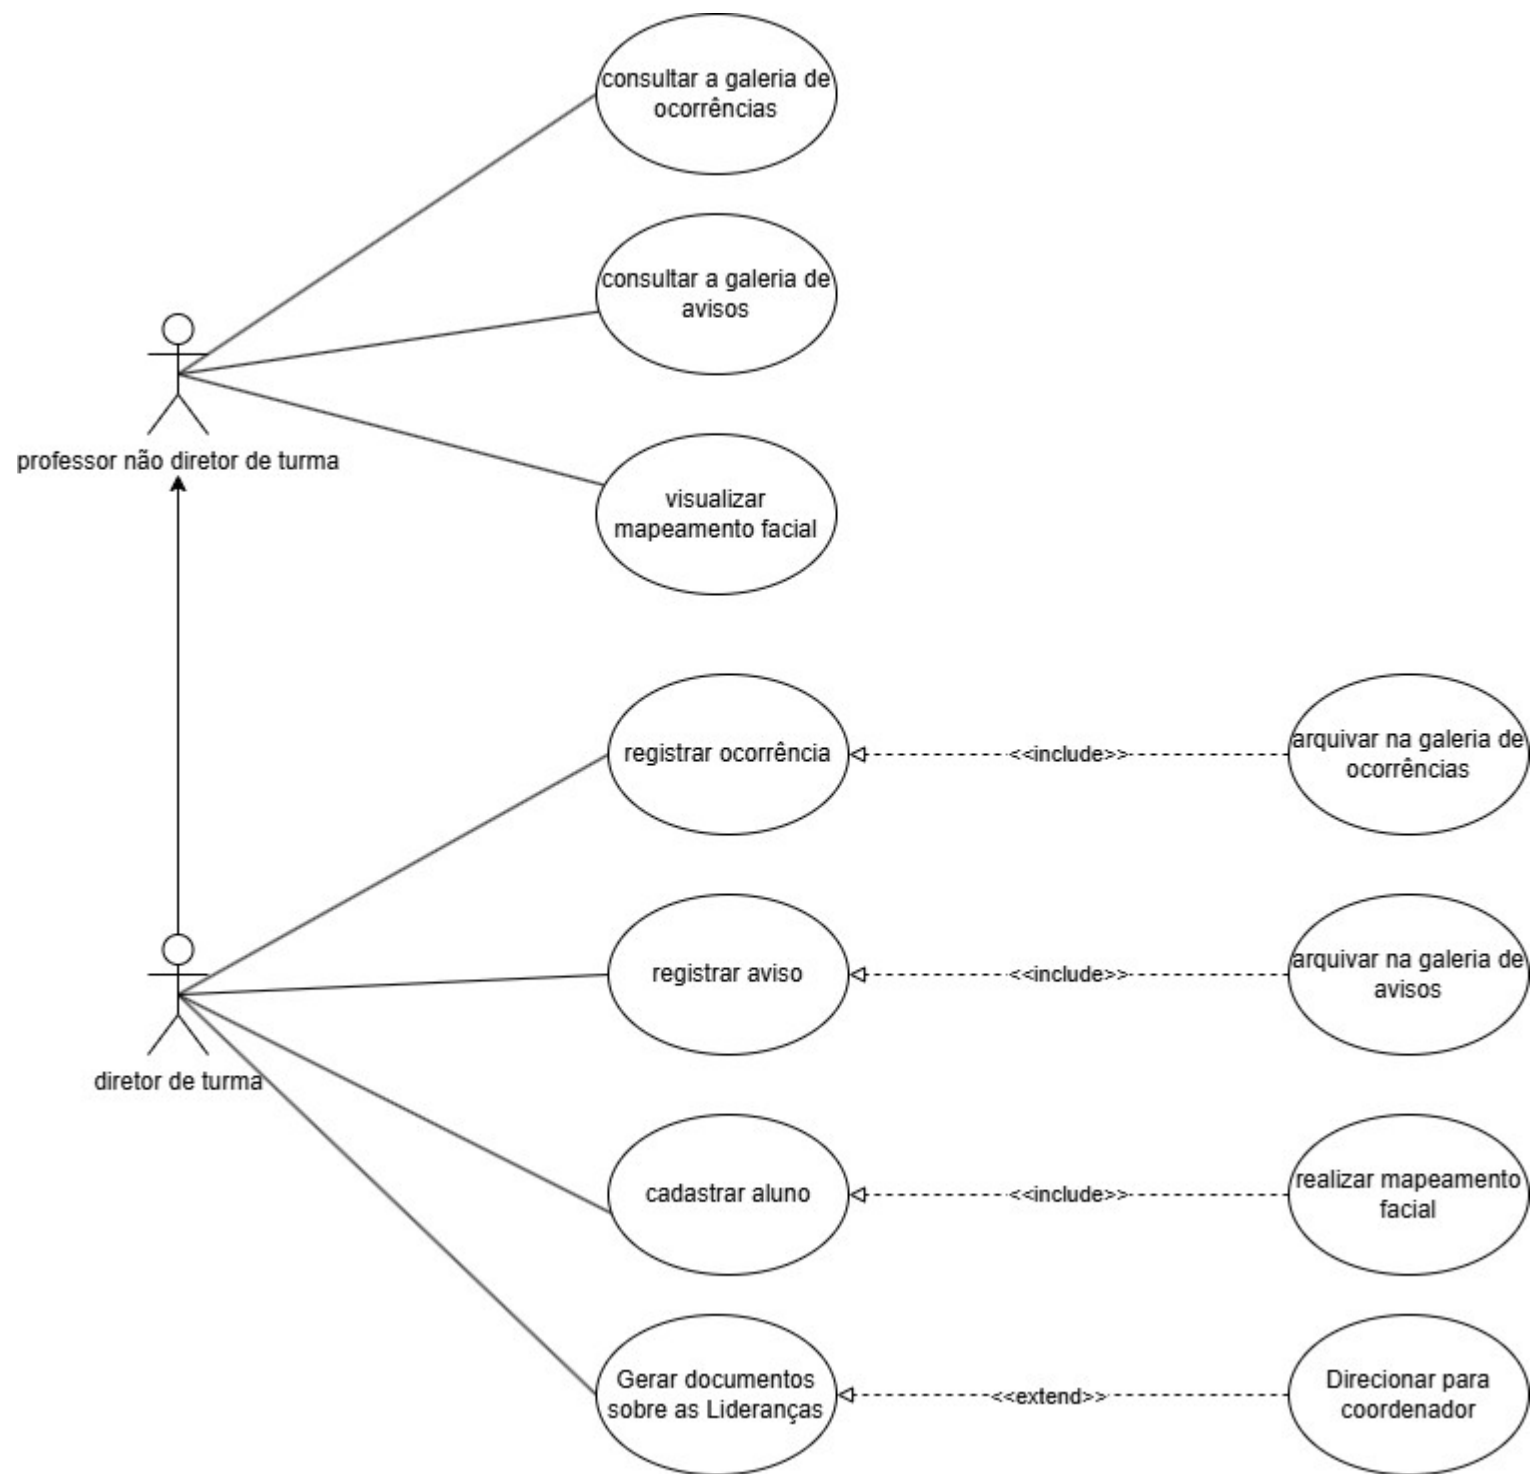 consultar a galeria de
ocorrências
consultar a galeria de
avisos
professor não diretor de turma
visualizar
mapeamento facial
registrar ocorrência
<<include>>
arquivar na galeria de
ocorrências
registrar aviso
<<include>>
arquivar na galeria de
avisos
diretor de turma
cadastrar aluno
<<include>>
realizar mapeamento
facial
Gerar documentos
sobre as Lideranças
<<extend>>
Direcionar para
coordenador